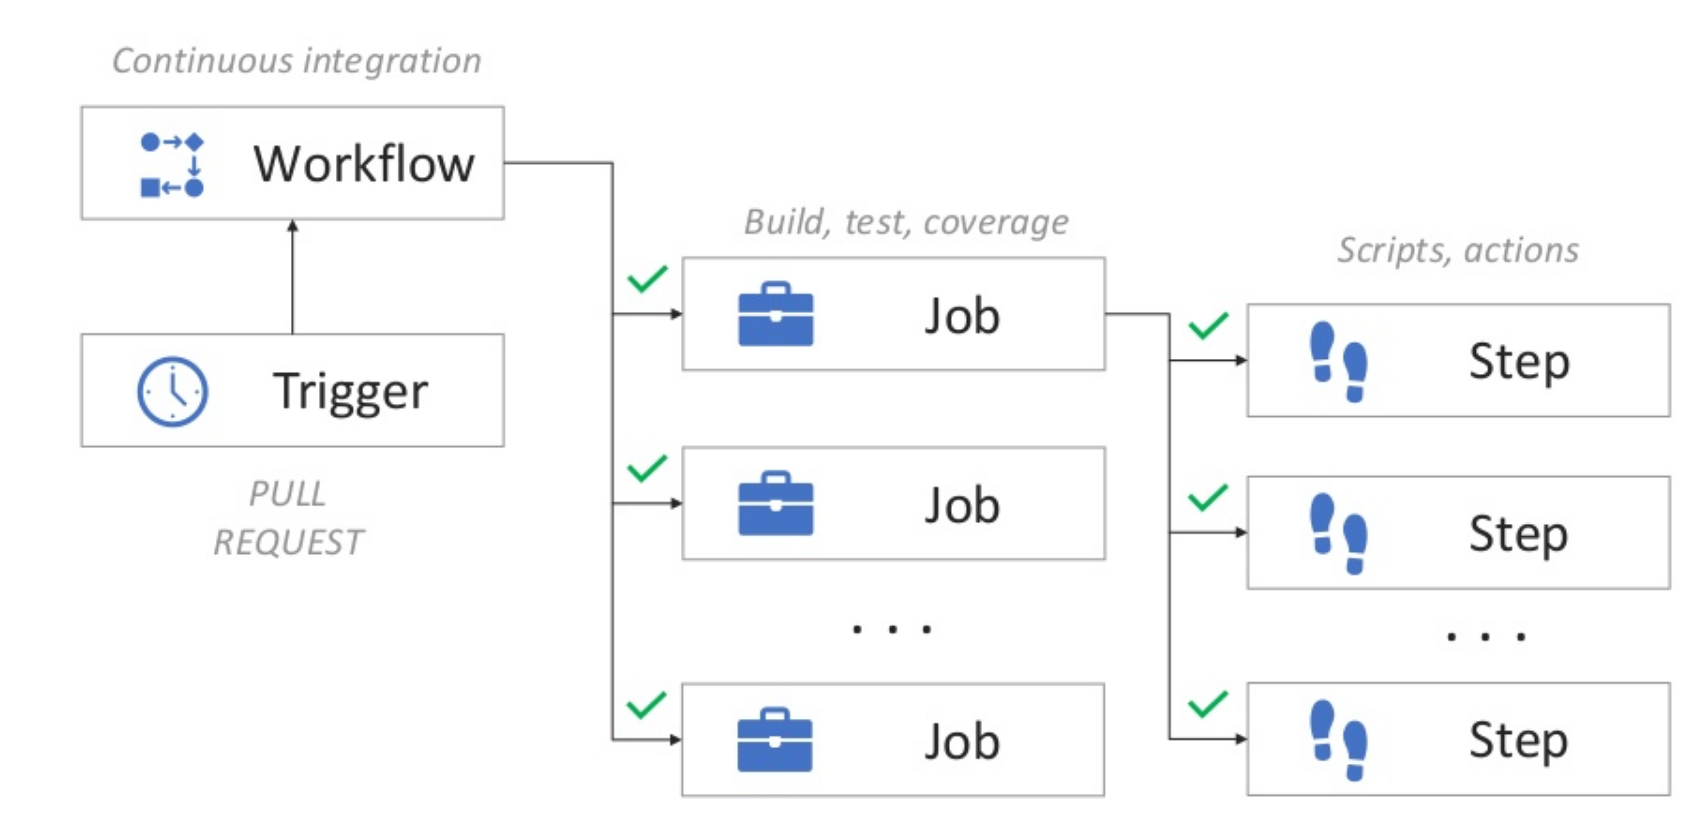 Continuous integration
Workflow
Trigger
PULL
REQUEST
Build, test, coverage
Job
Job
. . .
Job
Scripts, actions
Step
Step
. . .
Step